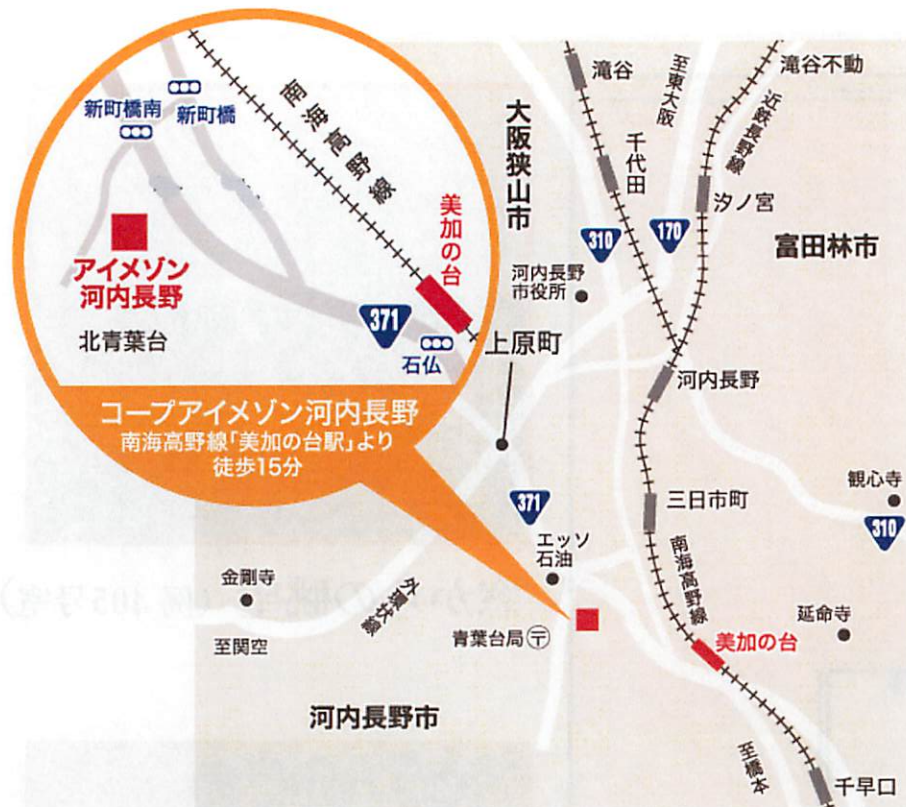 新町橋南
新町橋
南海高野線
美加の台
アイメゾン
河内長野
北青葉台
371
石仏
コープアイメゾン河内長野
南海高野線「美加の台駅」より
徒歩15分
大阪狭山市
滝谷
至東大阪
滝谷不動
近鉄長野線
千代田
汐ノ宮
310
170
富田林市
河内長野
市役所
上原町
河内長野
371
三日市町
観心寺
310
エッソ
石油
金剛寺
外環状線
南海高野線
至関空
青葉台局〒
美加の台
延命寺
河内長野市
至橋本
千早口